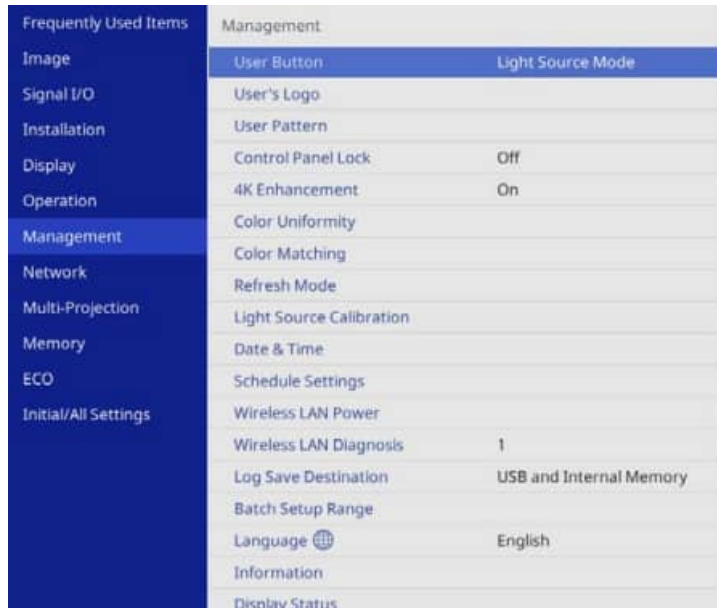 Frequently Used Items
Image
Signal I/O
Installation
Display
Operation
Management
Network
Multi-Projection
Memory
ECO
Initial/All Settings
Management
User Button Light Source Mode
User's Logo
User Pattern
Control Panel Lock Off
4K Enhancement On
Color Uniformity
Color Matching
Refresh Mode
Light Source Calibration
Date & Time
Schedule Settings
Wireless LAN Power
Wireless LAN Diagnosis 1
Log Save Destination USB and Internal Memory
Batch Setup Range
Language English
Information
Display Status